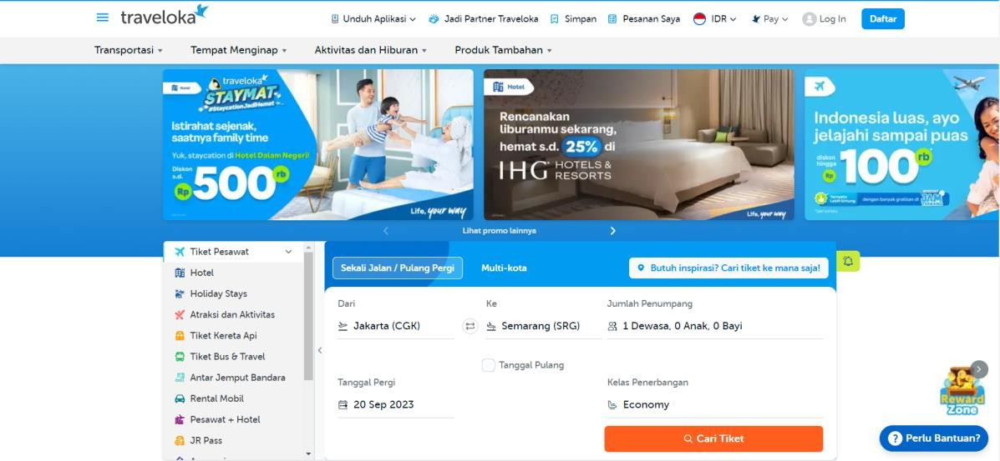 traveloka
Unduh Aplikasi
Jadi Partner Traveloka
Simpan
Pesanan Saya
IDR
Pay
Log In
Daftar
Transportasi
Tempat Menginap
Aktivitas dan Hiburan
Produk Tambahan
Hotel
traveloka
STAYMAT
#StaycationJadiHemat
Istirahat sejenak,
saatnya family time
Yuk, staycation di Hotel Dalam Negeri!
Diskon
s.d.
Rp 500 rb
Life, your way
Hotel
Rencanakan
liburanmu sekarang,
hemat s.d. 25% di
IHG HOTELS &
RESORTS
Life, your way
Indonesia luas, ayo
jelajahi sampai puas
diskon
hingga
Rp 100 rb
Ternyata
Lebih Untung
dengan banyak gratisan di
Lihat promo lainnya
Tiket Pesawat
Hotel
Holiday Stays
Atraksi dan Aktivitas
Tiket Kereta Api
Tiket Bus & Travel
Antar Jemput Bandara
Rental Mobil
Pesawat + Hotel
JR Pass
Sekali Jalan / Pulang Pergi
Multi-kota
Butuh inspirasi? Cari tiket ke mana saja!
Dari
Ke
Jumlah Penumpang
Jakarta (CGK)
Semarang (SRG)
1 Dewasa, 0 Anak, 0 Bayi
Tanggal Pulang
Tanggal Pergi
Kelas Penerbangan
20 Sep 2023
Economy
Cari Tiket
Reward
Zone
Perlu Bantuan?